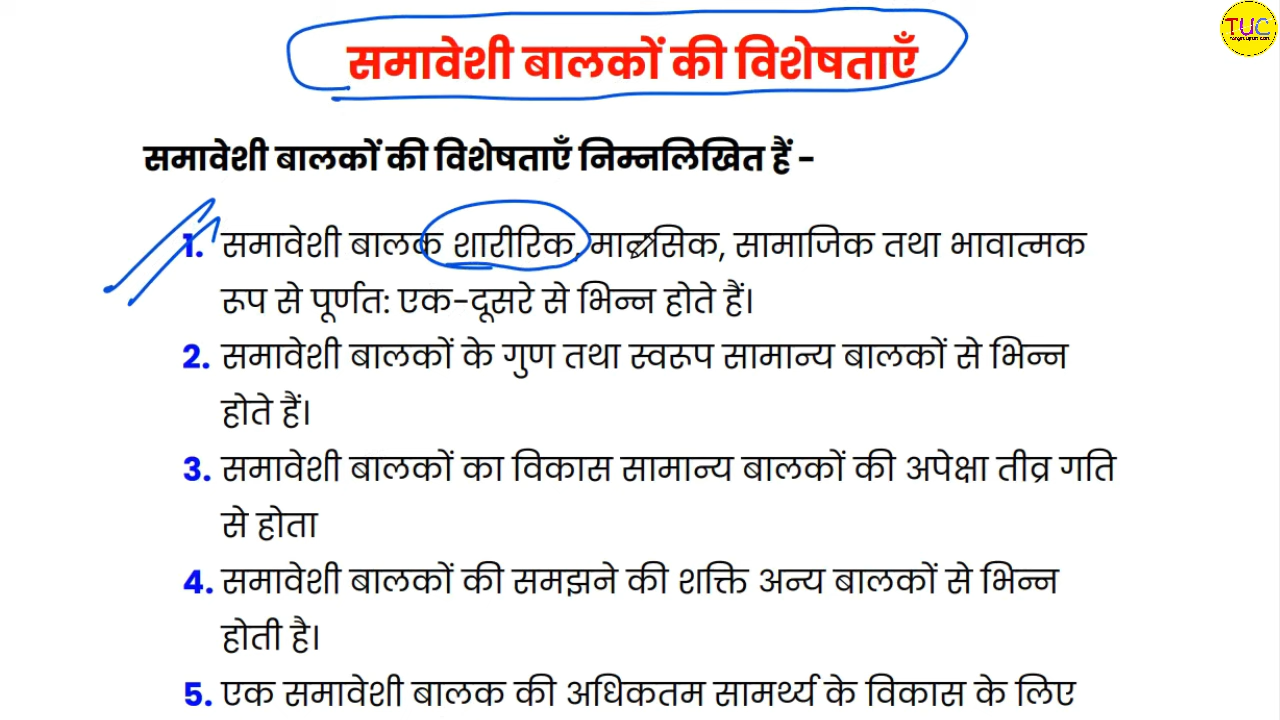 TUC
समावेशी बालकों की विशेषताएँ
समावेशी बालकों की विशेषताएँ निम्नलिखित हैं -
1. समावेशी बालक शारीरिक, मानसिक, सामाजिक तथा भावात्मक
रूप से पूर्णतः एक-दूसरे से भिन्न होते हैं।
2. समावेशी बालकों के गुण तथा स्वरूप सामान्य बालकों से भिन्न
होते हैं।
3. समावेशी बालकों का विकास सामान्य बालकों की अपेक्षा तीव्र गति
से होता
4. समावेशी बालकों की समझने की शक्ति अन्य बालकों से भिन्न
होती है।
5. एक समावेशी बालक की अधिकतम सामर्थ्य के विकास के लिए